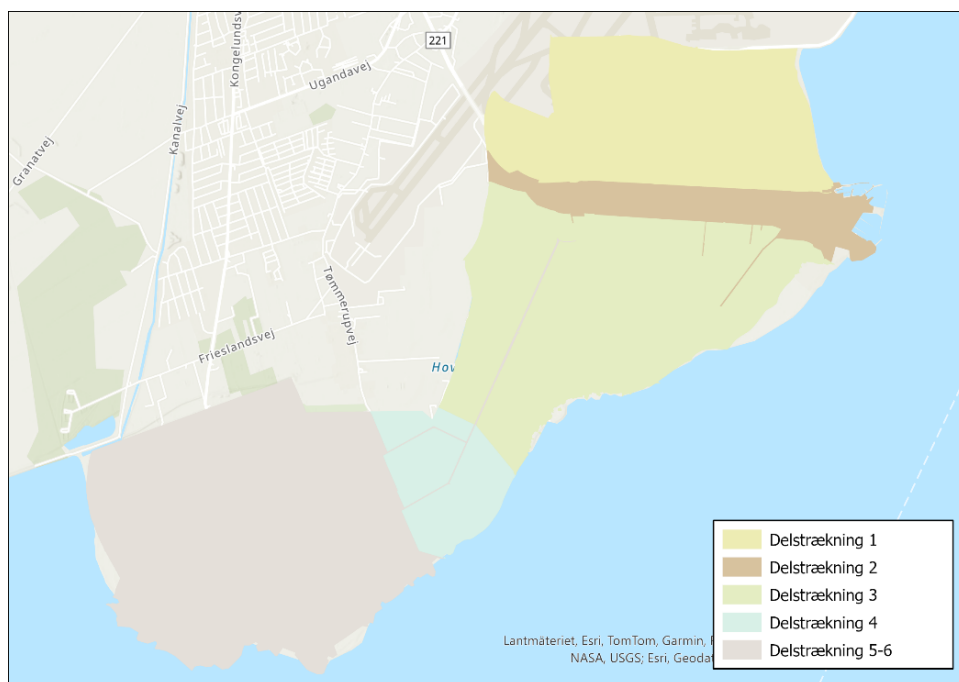 221
Kongelundsv
Ugandavej
Kanalvej
Granatvej
Tømmerupvej
Frieslandsvej
Hov
Delstrækning 1
Delstrækning 2
Delstrækning 3
Delstrækning 4
Delstrækning 5-6
Lantmäteriet, Esri, TomTom, Garmin,
NASA, USGS; Esri, Geodat